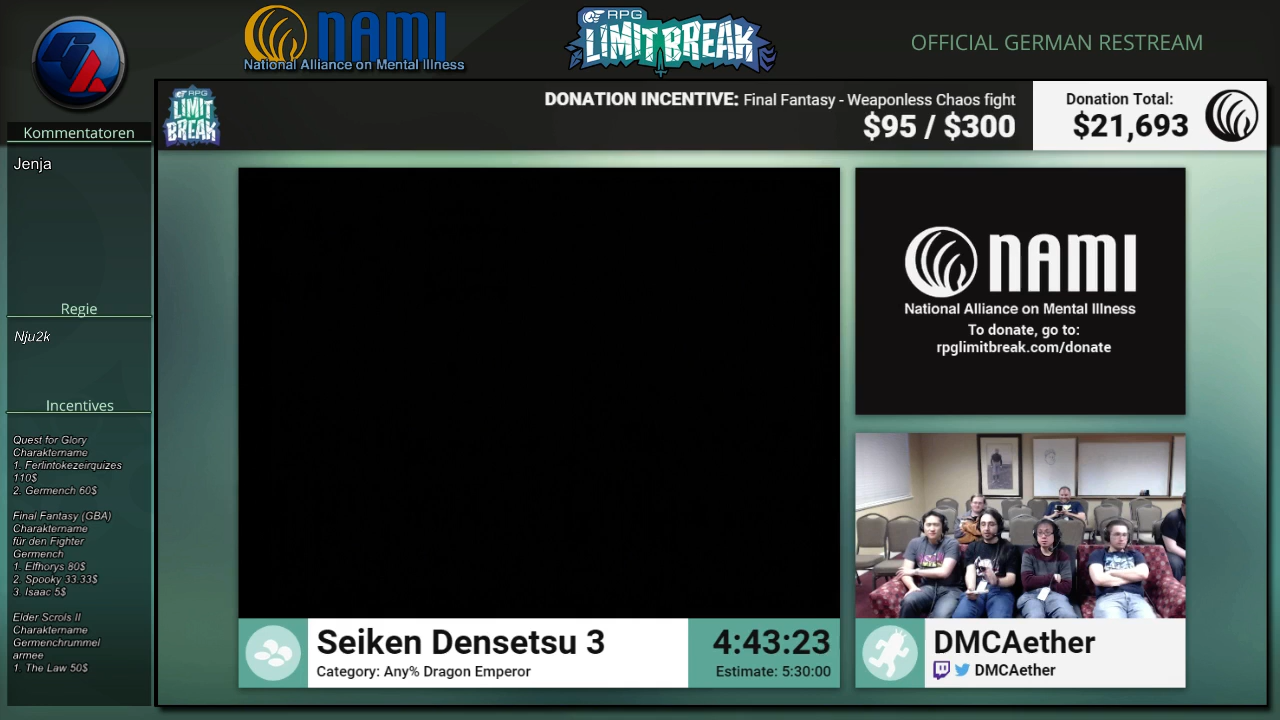 NAMI
National Alliance on Mental Illness
RPG
LIMIT BREAK
OFFICIAL GERMAN RESTREAM
Kommentatoren
Jenja
Regie
Nju2k
Incentives
Quest for Glory
Charaktername
1. Ferlintokezeirquizes
110$
2. Germench 60$
Final Fantasy (GBA)
Charaktername
für den Fighter
Germench
1. Elfhorys 80$
2. Spooky 33.33$
3. Isaac 5$
Elder Scrols II
Charaktername
Germenchrummel
armee
1. The Law 50$
RPG
LIMIT
BREAK
DONATION INCENTIVE: Final Fantasy - Weaponless Chaos fight
$95 / $300
Donation Total:
$21,693
NAMI
National Alliance on Mental Illness
To donate, go to:
rpglimitbreak.com/donate
Seiken Densetsu 3
Category: Any% Dragon Emperor
4:43:23
Estimate: 5:30:00
DMCAether
DMCAether